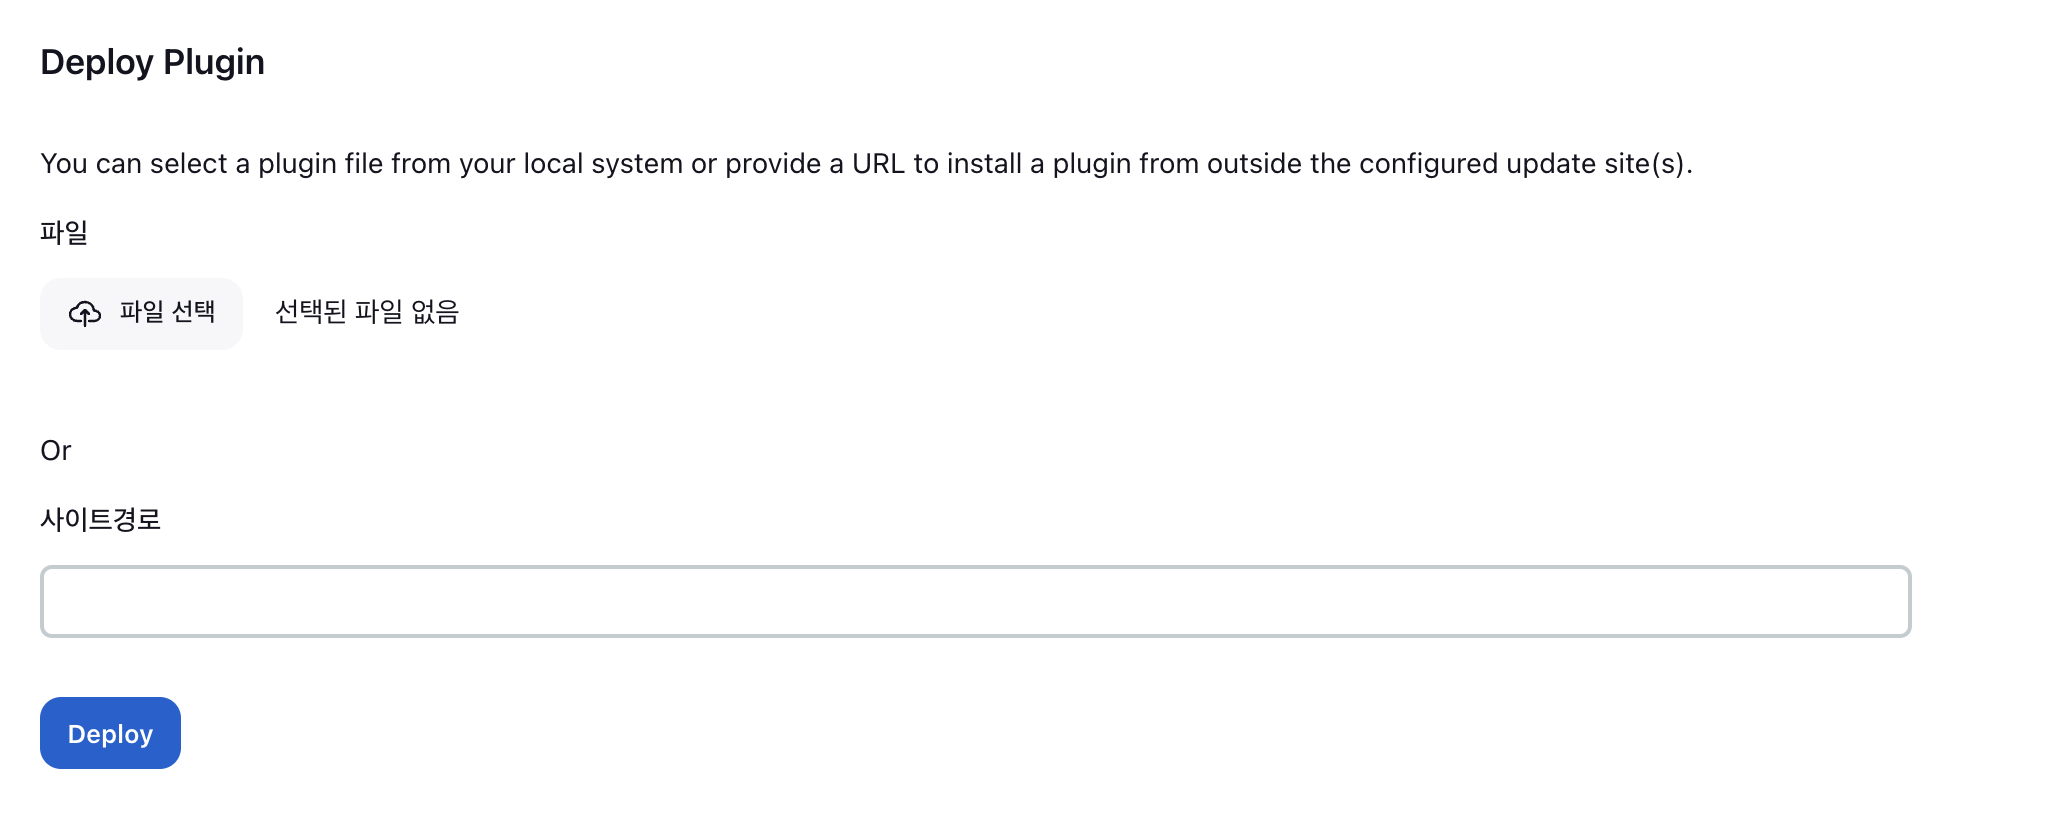 Deploy Plugin
You can select a plugin file from your local system or provide a URL to install a plugin from outside the configured update site(s).
파일
파일 선택 선택된 파일 없음
Or
사이트경로
Deploy